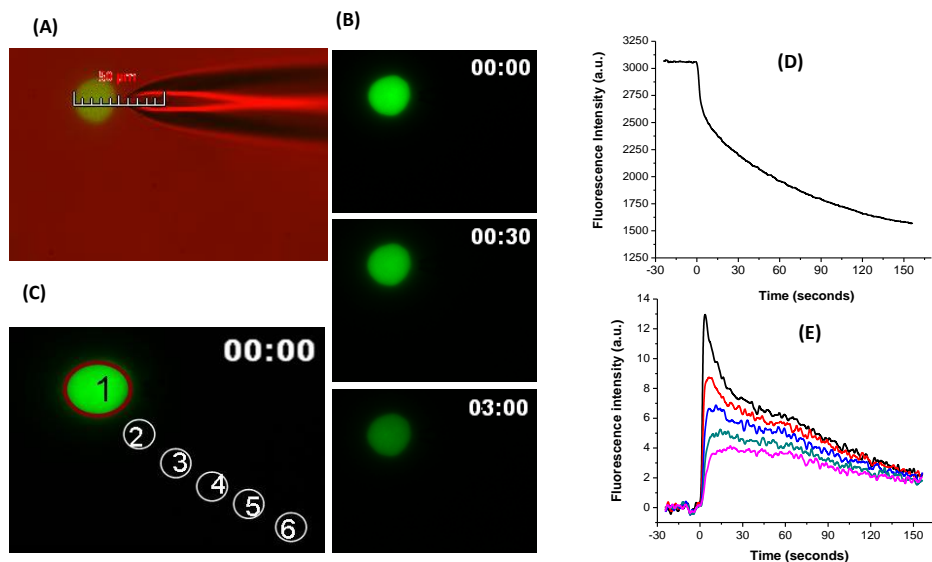 (A)
50 µm
(B)
00:00
00:30
03:00
(C)
00:00
1
2
3
4
5
6
(D)
Fluorescence Intensity (a.u.)
3250
3000
2750
2500
2250
2000
1750
1500
1250
-30 0 30 60 90 120 150
Time (seconds)
(E)
Fluorescence intensity (a.u.)
14
12
10
8
6
4
2
0
-30 0 30 60 90 120 150
Time (seconds)